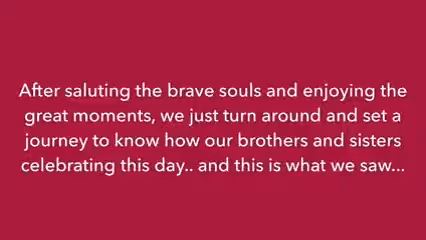 After saluting the brave souls and enjoying the
great moments, we just turn around and set a
journey to know how our brothers and sisters
celebrating this day.. and this is what we saw...